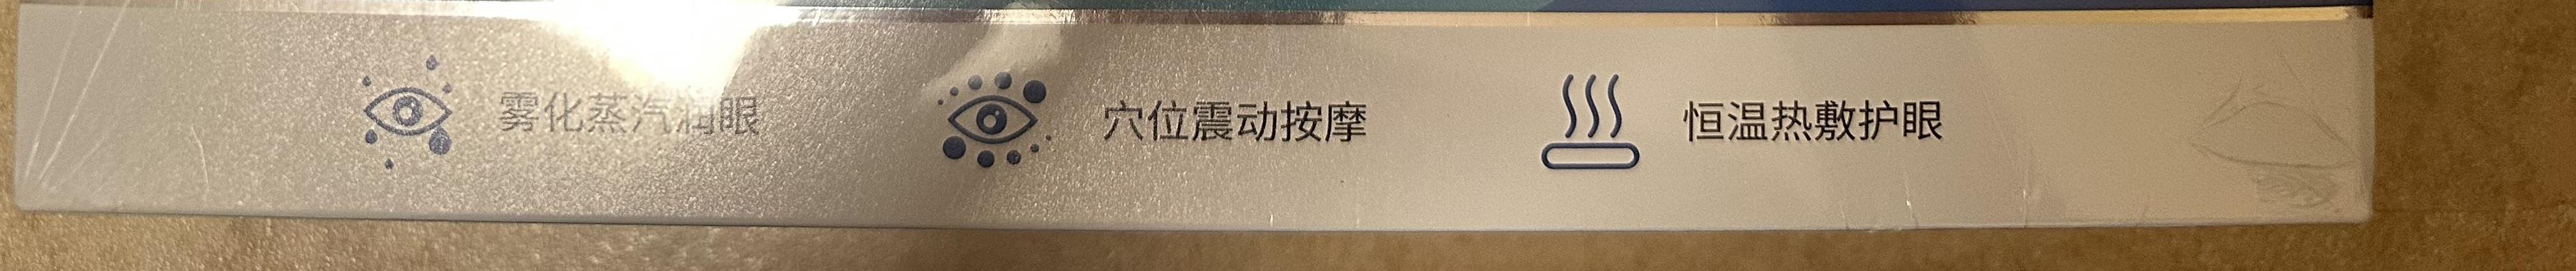 雾化蒸汽润眼
穴位震动按摩
恒温热敷护眼